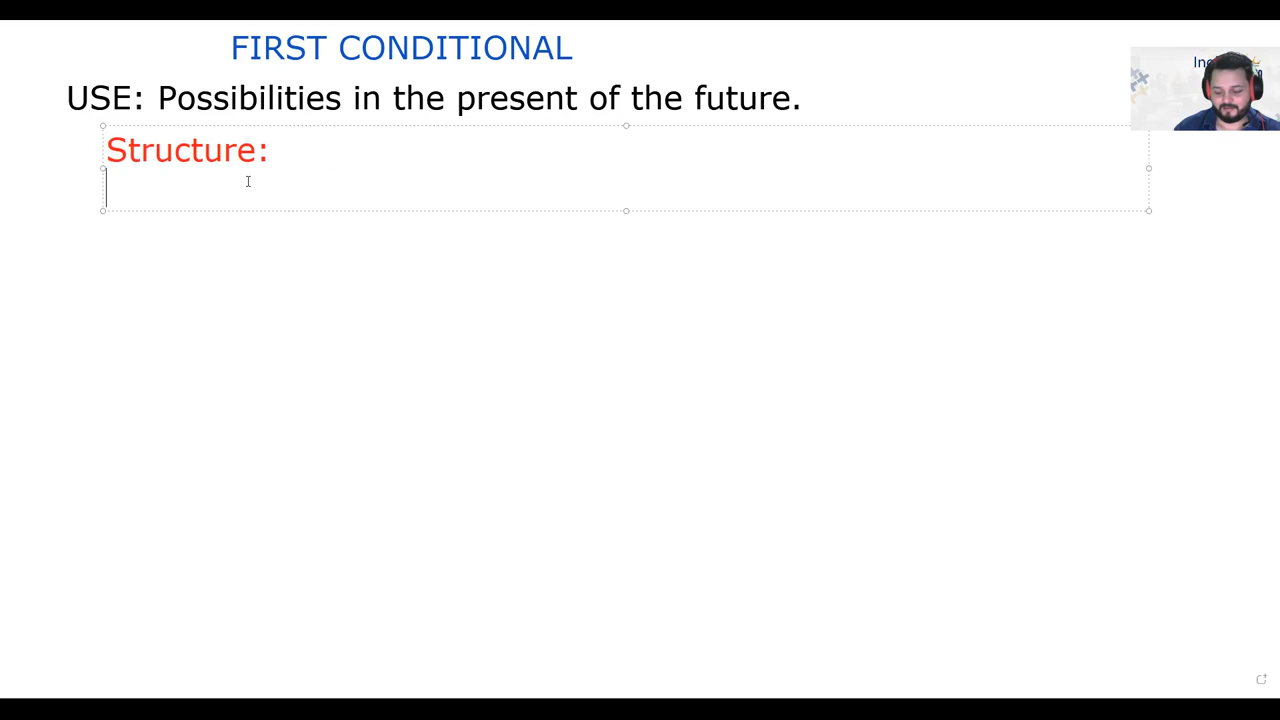 FIRST CONDITIONAL
USE: Possibilities in the present of the future.
Structure: